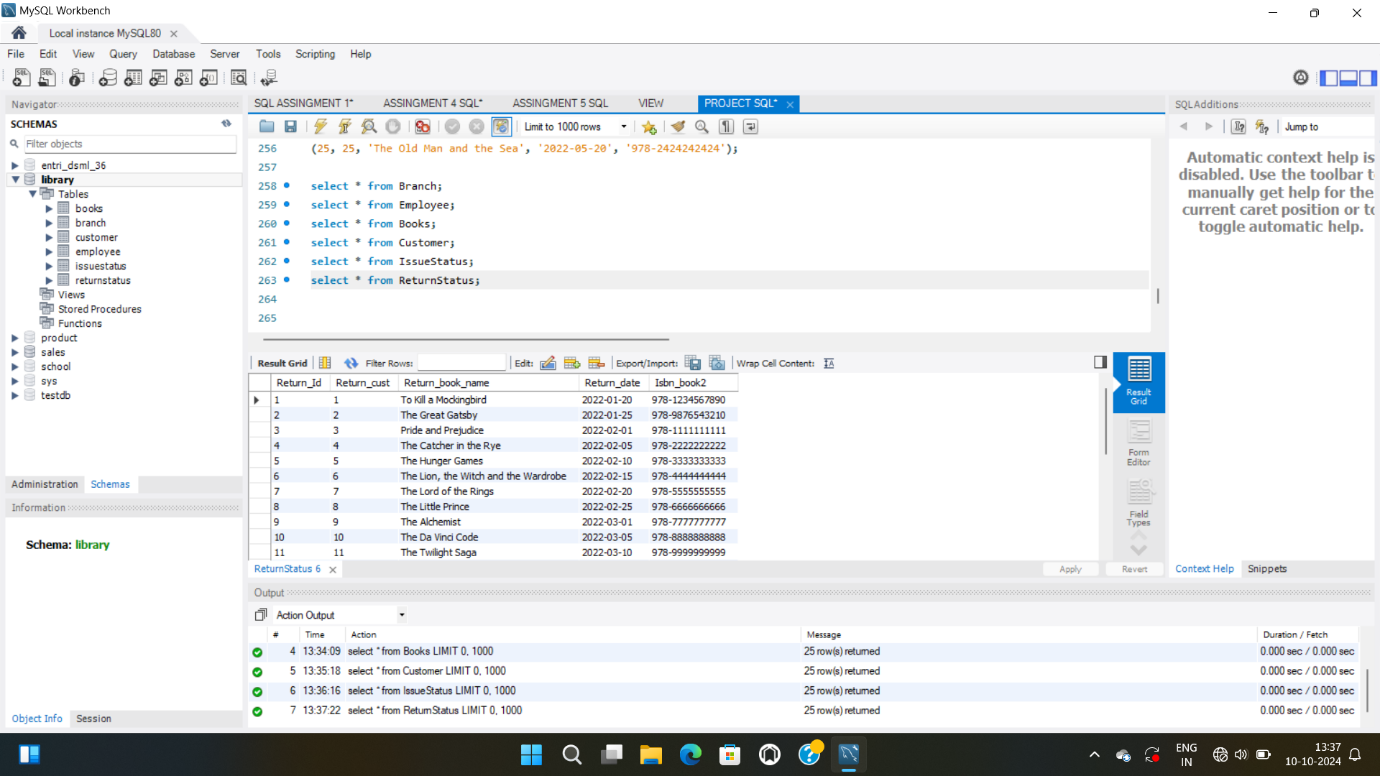 MySQL Workbench
Local instance MySQL80
File Edit View Query Database Server Tools Scripting Help
Navigator
SCHEMAS
Filter objects
entri_dsml_36
library
Tables
books
branch
customer
employee
issuestatus
returnstatus
Views
Stored Procedures
Functions
product
sales
school
sys
testdb
Administration Schemas
Information
Schema: library
Object Info Session
SQL ASSINGMENT 1* ASSINGMENT 4 SQL* ASSINGMENT 5 SQL VIEW PROJECT SQL*
Limit to 1000 rows
256 (25, 25, 'The Old Man and the Sea', '2022-05-20', '978-2424242424');
257
258 select * from Branch;
259 select * from Employee;
260 select * from Books;
261 select * from Customer;
262 select * from IssueStatus;
263 select * from ReturnStatus;
264
265
Result Grid Filter Rows: Edit: Export/Import: Wrap Cell Content:
Return_Id Return_cust Return_book_name Return_date Isbn_book2
1 1 To Kill a Mockingbird 2022-01-20 978-1234567890
2 2 The Great Gatsby 2022-01-25 978-9876543210
3 3 Pride and Prejudice 2022-02-01 978-1111111111
4 4 The Catcher in the Rye 2022-02-05 978-2222222222
5 5 The Hunger Games 2022-02-10 978-3333333333
6 6 The Lion, the Witch and the Wardrobe 2022-02-15 978-4444444444
7 7 The Lord of the Rings 2022-02-20 978-5555555555
8 8 The Little Prince 2022-02-25 978-6666666666
9 9 The Alchemist 2022-03-01 978-7777777777
10 10 The Da Vinci Code 2022-03-05 978-8888888888
11 11 The Twilight Saga 2022-03-10 978-9999999999
Result
Grid
Form
Editor
Field
Types
ReturnStatus 6
Apply Revert
SQLAdditions
Jump to
Automatic context help is
disabled. Use the toolbar t
manually get help for the
current caret position or to
toggle automatic help.
Context Help Snippets
Output
Action Output
# Time Action Message Duration / Fetch
4 13:34:09 select * from Books LIMIT 0, 1000 25 row(s) returned 0.000 sec / 0.000 sec
5 13:35:18 select * from Customer LIMIT 0, 1000 25 row(s) returned 0.000 sec / 0.000 sec
6 13:36:16 select * from IssueStatus LIMIT 0, 1000 25 row(s) returned 0.000 sec / 0.000 sec
7 13:37:22 select * from ReturnStatus LIMIT 0, 1000 25 row(s) returned 0.000 sec / 0.000 sec
ENG
IN
13:37
10-10-2024